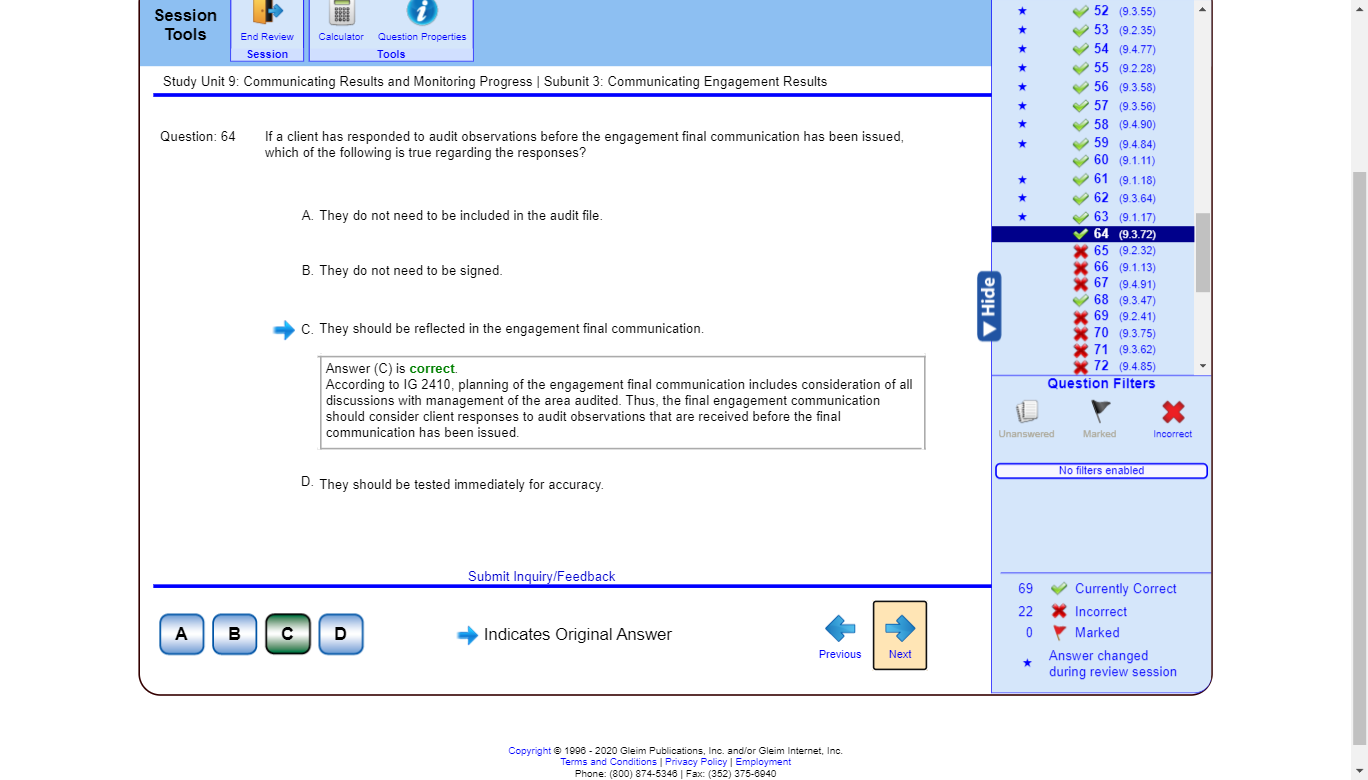 Session
Tools
End Review
Session
Calculator
Question Properties
Tools
Study Unit 9: Communicating Results and Monitoring Progress | Subunit 3: Communicating Engagement Results
Question: 64
If a client has responded to audit observations before the engagement final communication has been issued,
which of the following is true regarding the responses?
A. They do not need to be included in the audit file.
B. They do not need to be signed.
C. They should be reflected in the engagement final communication.
Answer (C) is correct.
According to IG 2410, planning of the engagement final communication includes consideration of all
discussions with management of the area audited. Thus, the final engagement communication
should consider client responses to audit observations that are received before the final
communication has been issued.
D. They should be tested immediately for accuracy.
Submit Inquiry/Feedback
A B C D
Indicates Original Answer
Previous
Next
52 (9.3.55)
53 (9.2.35)
54 (9.4.77)
55 (9.2.28)
56 (9.3.58)
57 (9.3.56)
58 (9.4.90)
59 (9.4.84)
60 (9.1.11)
61 (9.1.18)
62 (9.3.64)
63 (9.1.17)
64 (9.3.72)
65 (9.2.32)
66 (9.1.13)
67 (9.4.91)
68 (9.3.47)
69 (9.2.41)
70 (9.3.75)
71 (9.3.62)
72 (9.4.85)
Hide
Question Filters
Unanswered
Marked
Incorrect
No filters enabled
69 Currently Correct
22 Incorrect
0 Marked
Answer changed
during review session
Copyright © 1996 - 2020 Gleim Publications, Inc. and/or Gleim Internet, Inc.
Terms and Conditions | Privacy Policy | Employment
Phone: (800) 874-5346 | Fax: (352) 375-6940